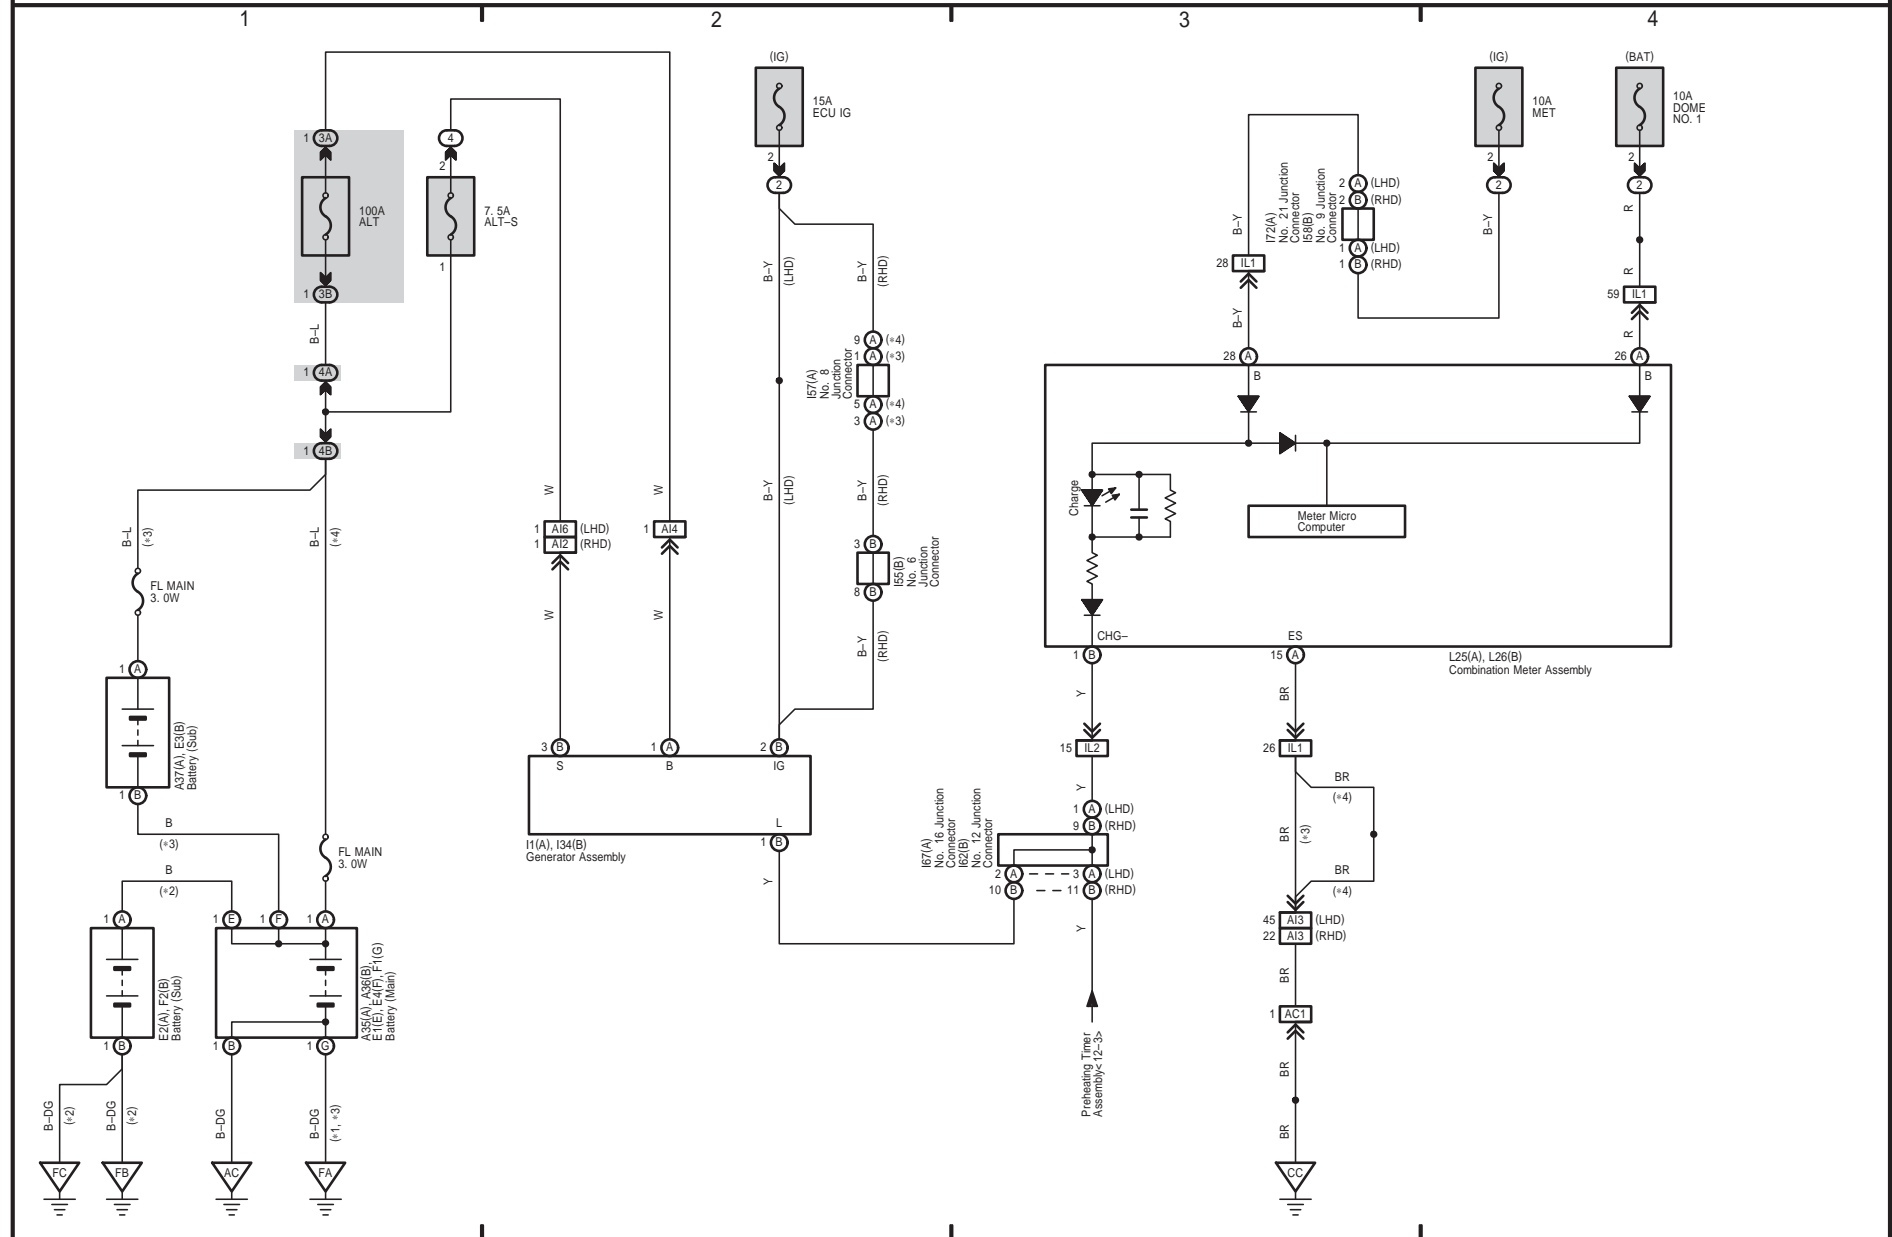 1
2
3
4
(IG)
(IG)
(BAT)
15A
ECU IG
10A
MET
10A
DOME
NO. 1
1 3A
4
2
100A
ALT
7. 5A
ALT–S
1
1 3B
B–L
1 4A
1 4B
2
2
2
2
2
2
B–Y
(LHD)
B–Y
(RHD)
9 A (*4)
1 A (*3)
I57(A)
No. 8
Junction
Connector
5 A (*4)
3 A (*3)
B–Y
(LHD)
B–Y
(RHD)
3 B
I55(B)
No. 6
Junction
Connector
8 B
B–Y
(RHD)
B–Y
28 IL1
B–Y
I72(A)
No. 21 Junction
Connector
I58(B)
No. 9 Junction
Connector
2 A (LHD)
2 B (RHD)
1 A (LHD)
1 B (RHD)
B–Y
R
R
59 IL1
R
28 A
26 A
B
B
Charge
Meter Micro
Computer
CHG–
ES
1 B
15 A
L25(A), L26(B)
Combination Meter Assembly
B–L
(*3)
B–L
(*4)
FL MAIN
3. 0W
W
W
1 AI6 (LHD)
1 AI2 (RHD)
1 AI4
W
W
1 A
A37(A), E3(B)
Battery (Sub)
1 B
B
(*3)
B
(*2)
FL MAIN
3. 0W
3 B
1 A
2 B
S
B
IG
L
I1(A), I34(B)
Generator Assembly
1 B
Y
Y
15 IL2
Y
1 A (LHD)
9 B (RHD)
I67(A)
No. 16 Junction
Connector
I62(B)
No. 12 Junction
Connector
2 A – – – 3 A (LHD)
10 B – – 11 B (RHD)
Y
Preheating Timer
Assembly<12–3>
BR
26 IL1
BR
(*4)
BR
(*3)
BR
(*4)
45 AI3 (LHD)
22 AI3 (RHD)
BR
1 AC1
BR
BR
CC
1 A
1 E
1 F
1 A
E2(A), F2(B)
Battery (Sub)
A35(A), A36(B),
E1(E), E4(F), F1(G)
Battery (Main)
1 B
1 B
1 G
B–DG
(*2)
B–DG
(*2)
B–DG
B–DG
(*1, *3)
FC
FB
AC
FA